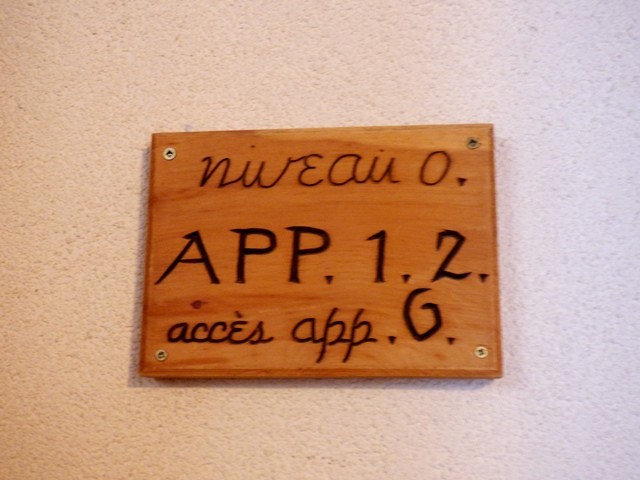 niveau 0.
APP. 1. 2.
accès app. 6.